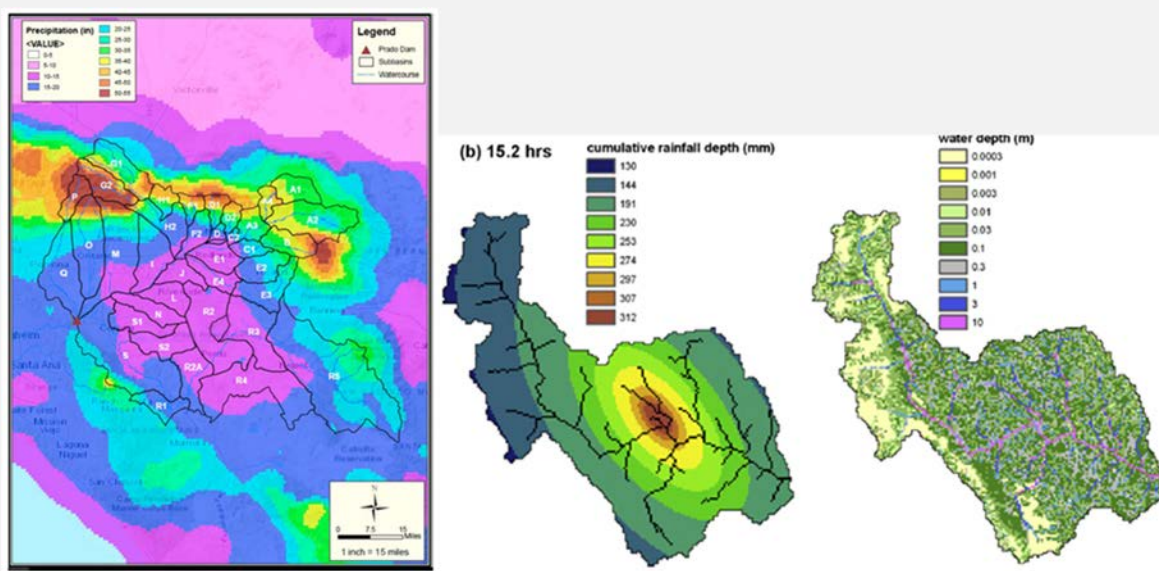 Precipitation (in)
<VALUE>
0-5
5-10
10-15
15-20
20-25
25-30
30-35
35-40
40-45
45-50
50-55
Legend
Prado Dam
Subbasins
Watercourse
Victorville
G1
G2
P
A1
A2
H2
F2
D
A3
B
C1
O
M
I
Q
E1
E2
J
E4
E3
L
R2
N
S1
R3
S
S2
R2A
R4
R5
R1
Santa Ana
Mission
Viejo
Laguna
Niguel
Reservation
N
0 7.5 15
Miles
1 inch = 15 miles
(b) 15.2 hrs
cumulative rainfall depth (mm)
130
144
191
230
253
274
297
307
312
water depth (m)
0.0003
0.001
0.003
0.01
0.03
0.1
0.3
1
3
10